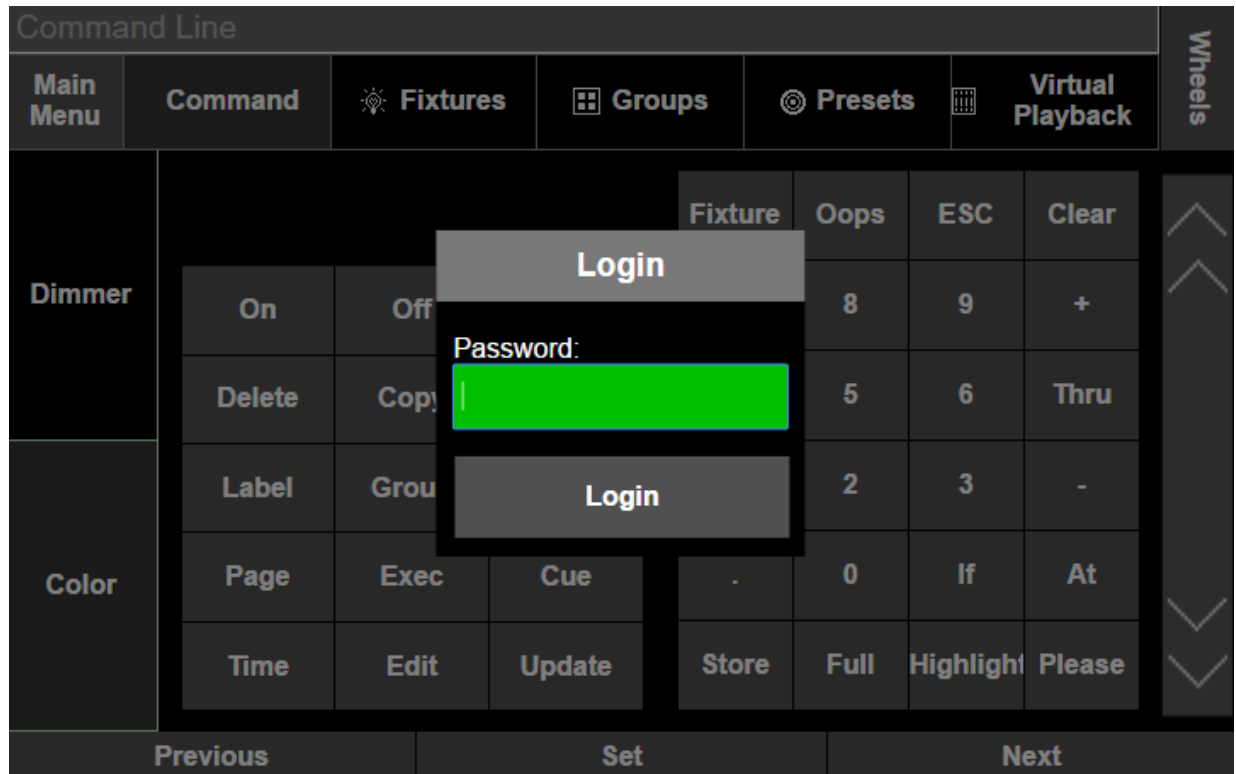 Command Line
Wheels
Main Menu
Command
Fixtures
Groups
Presets
Virtual Playback
Dimmer
Color
Fixture
Oops
ESC
Clear
Login
On
Off
8
9
+
Password:
Delete
Copy
5
6
Thru
Label
Grou
Login
2
3
-
Page
Exec
Cue
.
0
If
At
Time
Edit
Update
Store
Full
Highlight
Please
Previous
Set
Next